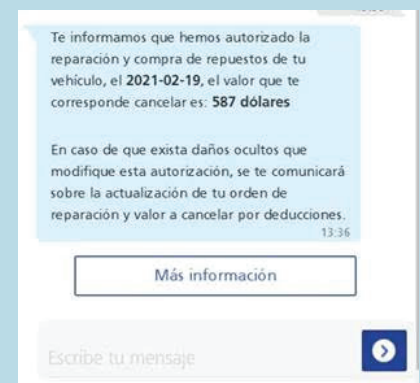 Te informamos que hemos autorizado la
reparación y compra de repuestos de tu
vehículo, el 2021-02-19, el valor que te
corresponde cancelar es: 587 dólares
En caso de que exista daños ocultos que
modifique esta autorización, se te comunicará
sobre la actualización de tu orden de
reparación y valor a cancelar por deducciones.
13:36
Más información
Escribe tu mensaje